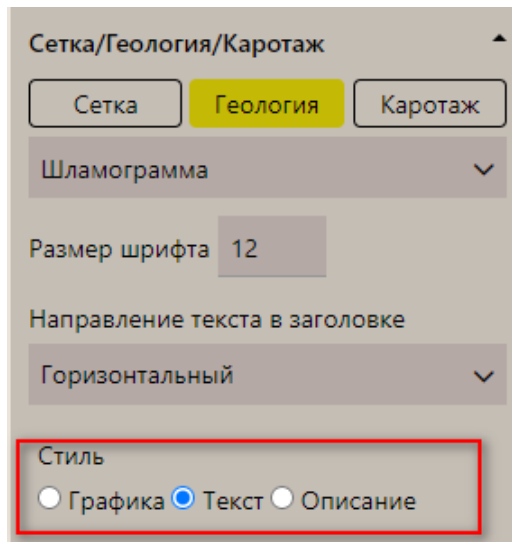 Сетка/Геология/Каротаж
Сетка Геология Каротаж
Шламограмма
Размер шрифта 12
Направление текста в заголовке
Горизонтальный
Стиль
Графика Текст Описание